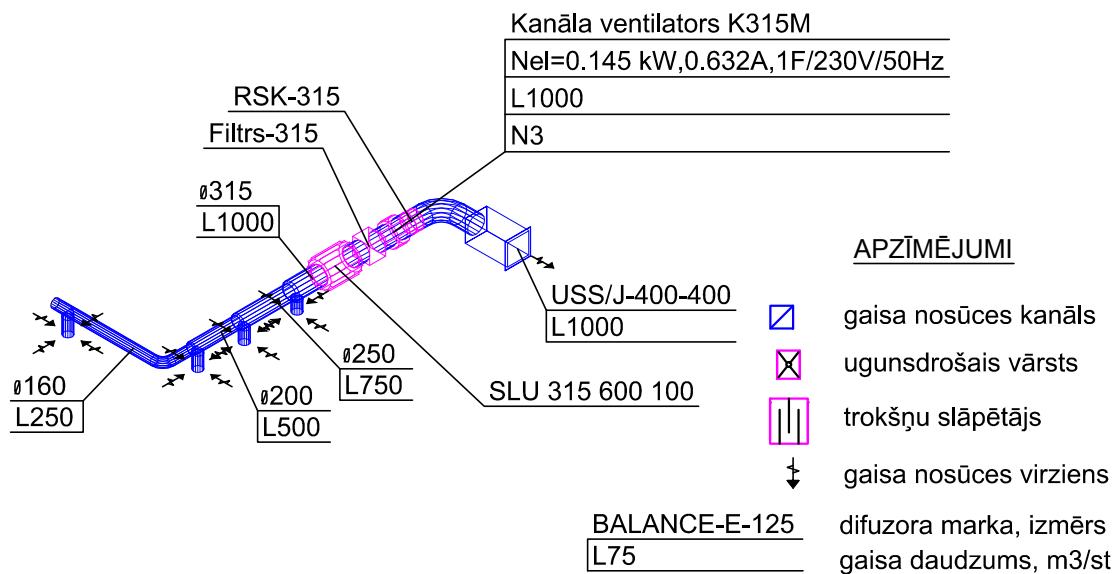 Kanāla ventilators K315M
Nel=0.145 kW,0.632A,1F/230V/50Hz
L1000
N3
RSK-315
Filtrs-315
ø315
L1000
USS/J-400-400
L1000
ø250
L750
SLU 315 600 100
ø160
L250
ø200
L500
APZĪMĒJUMI
gaisa nosūces kanāls
ugunsdrošais vārsts
trokšņu slāpētājs
gaisa nosūces virziens
BALANCE-E-125 difuzora marka, izmērs
L75 gaisa daudzums, m3/st